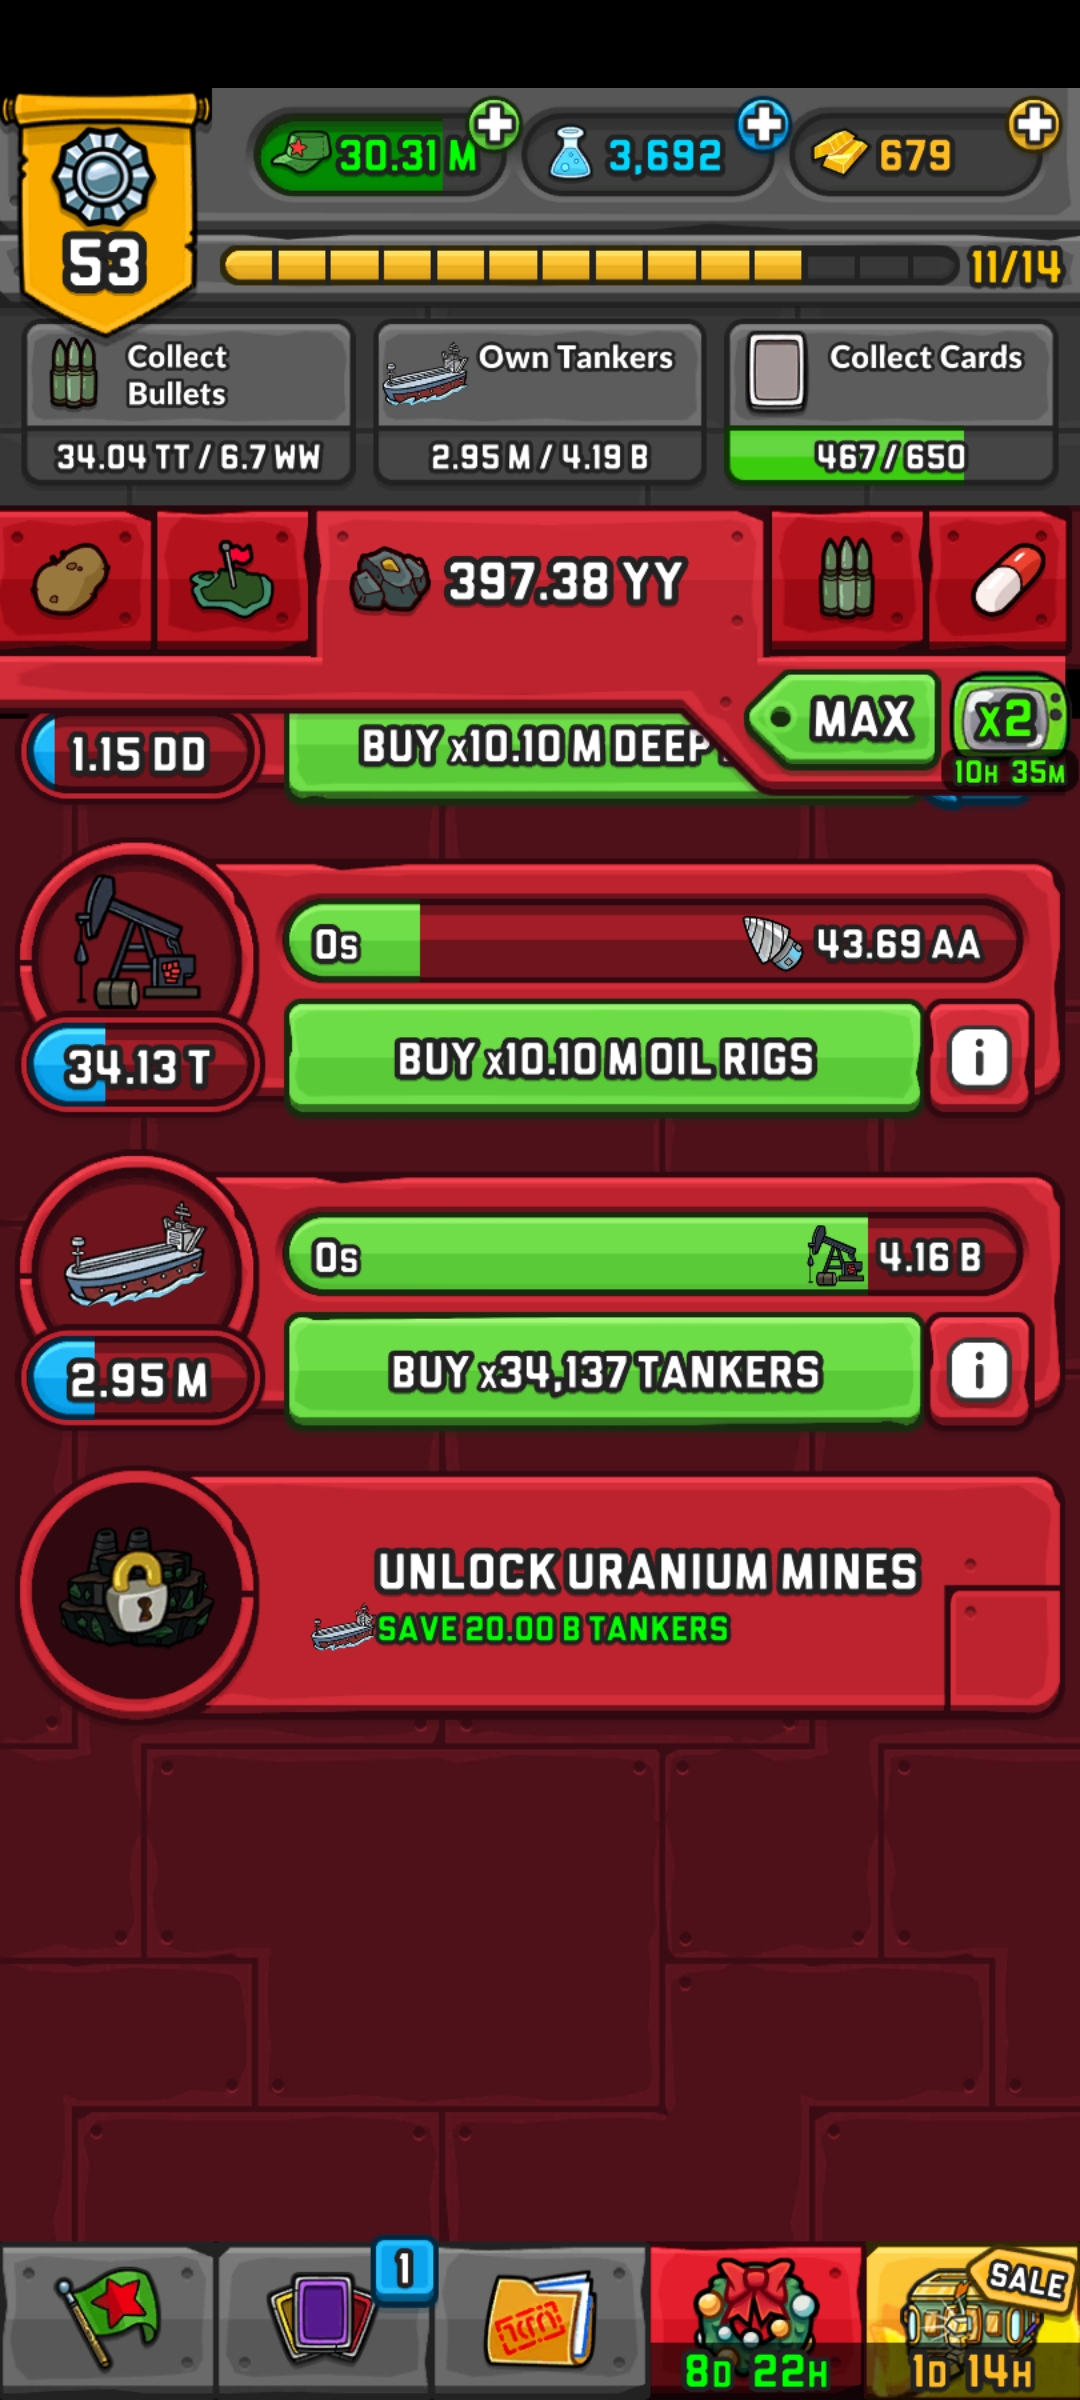 30.31 M
3,692
679
53
11/14
Collect
Bullets
34.04 TT / 6.7 WW
Own Tankers
2.95 M / 4.19 B
Collect Cards
467 / 650
397.38 YY
MAX
x2
10H 35M
1.15 DD
BUY x10.10 M DEEP
0s
43.69 AA
34.13 T
BUY x10.10 M OIL RIGS
i
0s
4.16 B
2.95 M
BUY x34,137 TANKERS
i
UNLOCK URANIUM MINES
SAVE 20.00 B TANKERS
1
8D 22H
SALE
1D 14H